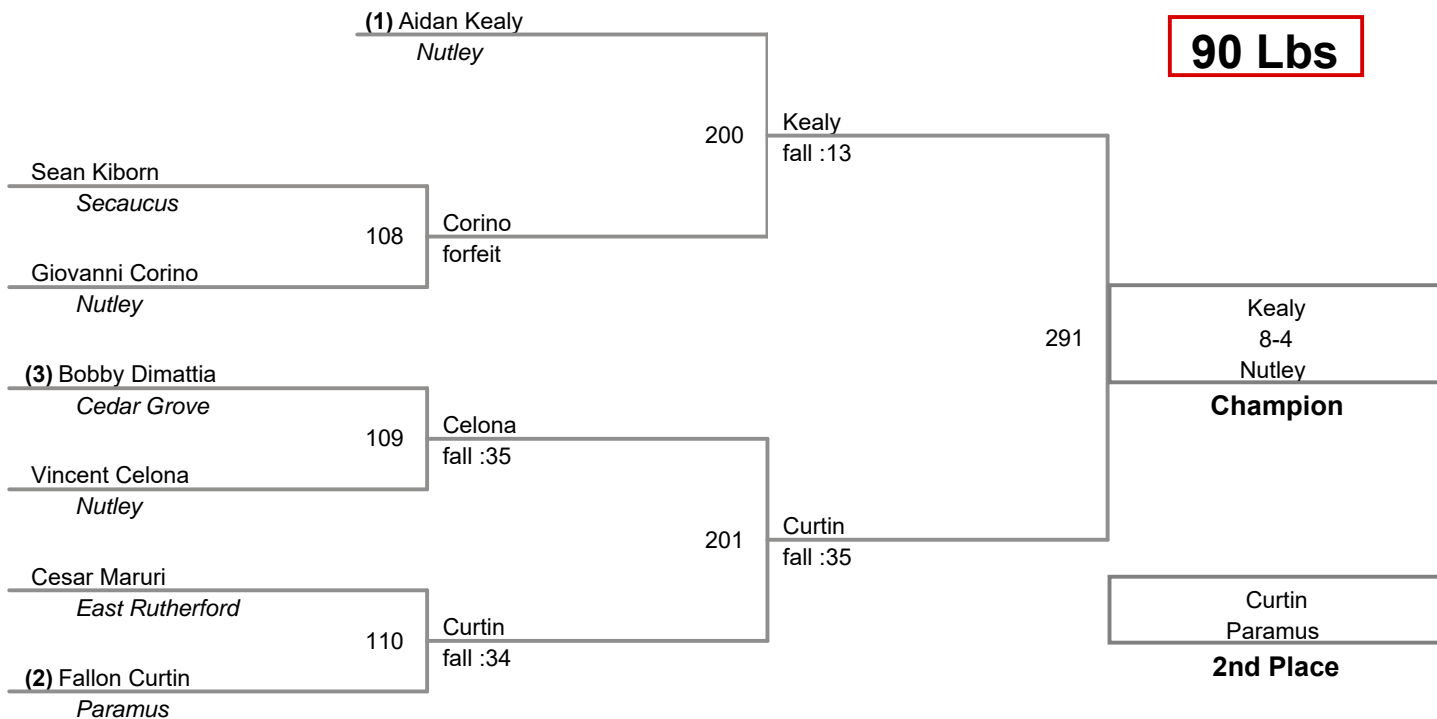 (1) Aidan Kealy
Nutley
90 Lbs
200
Kealy
fall :13
Sean Kiborn
Secaucus
108
Corino
forfeit
Giovanni Corino
Nutley
291
Kealy
8-4
Nutley
Champion
(3) Bobby Dimattia
Cedar Grove
109
Celona
fall :35
Vincent Celona
Nutley
201
Curtin
fall :35
Cesar Maruri
East Rutherford
110
Curtin
fall :34
(2) Fallon Curtin
Paramus
Curtin
Paramus
2nd Place